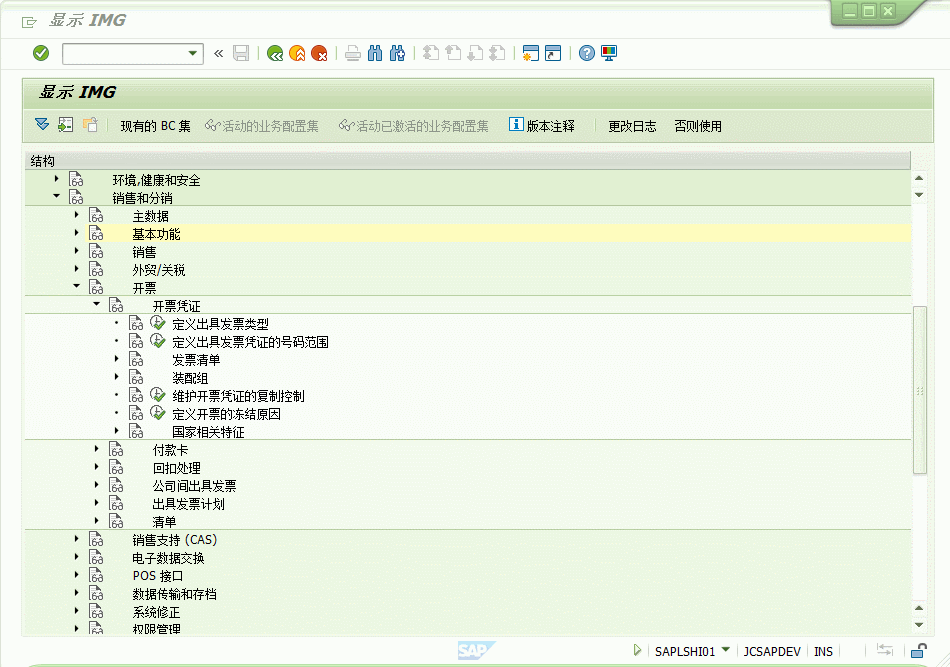 显示 IMG
显示 IMG
现有的 BC 集 活动的业务配置集 活动已激活的业务配置集 版本注释 更改日志 否则使用
结构
环境,健康和安全
销售和分销
主数据
基本功能
销售
外贸/关税
开票
开票凭证
定义出具发票类型
定义出具发票凭证的号码范围
发票清单
装配组
维护开票凭证的复制控制
定义开票的冻结原因
国家相关特征
付款卡
回扣处理
公司间出具发票
出具发票计划
清单
销售支持 (CAS)
电子数据交换
POS 接口
数据传输和存档
系统修正
权限管理
SAP SAPLSHI01 JCSAPDEV INS